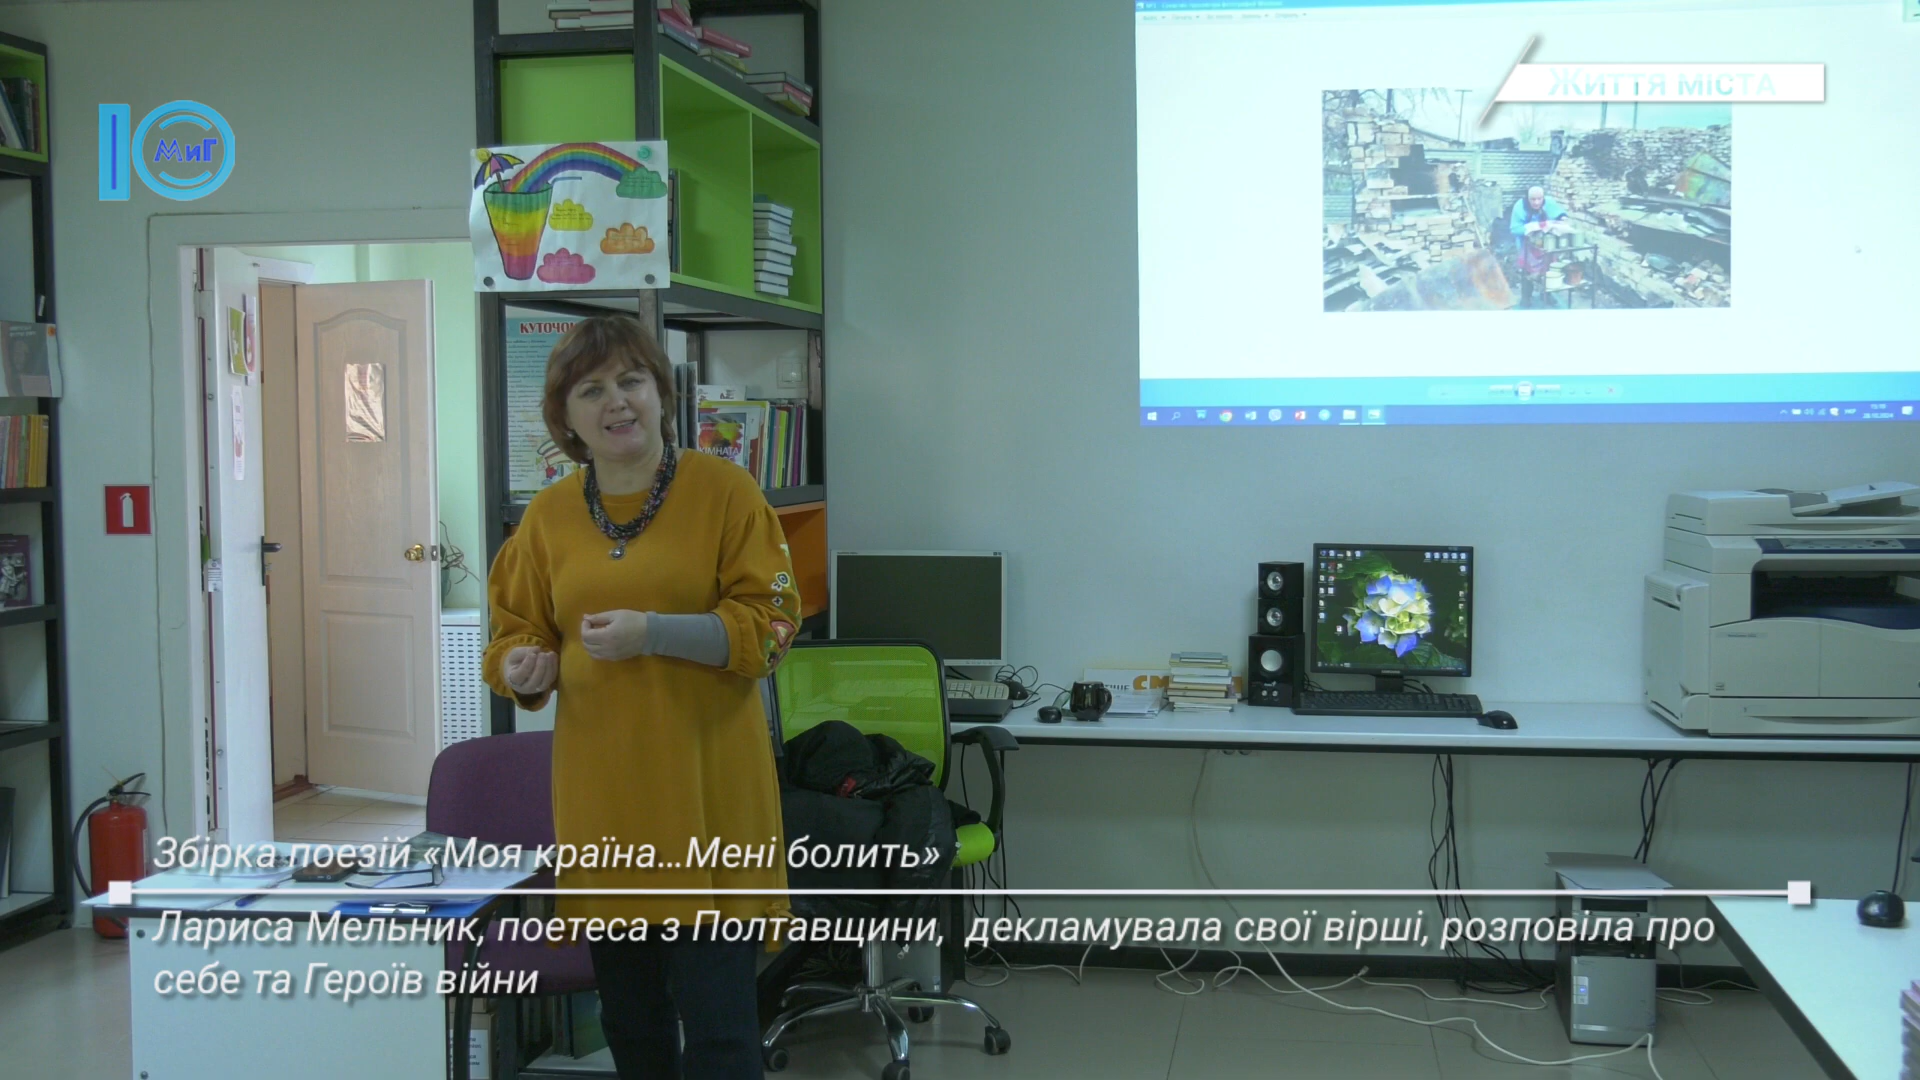 ЖИТТЯ МІСТА
МиГ
КУТОЧОК
КІМНАТА
Збірка поезій «Моя країна...Мені болить»
Лариса Мельник, поетеса з Полтавщини, декламувала свої вірші, розповіла про
себе та Героїв війни